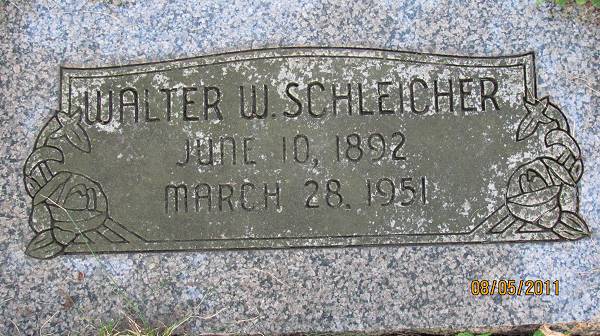 WALTER W. SCHLEICHER
JUNE 10, 1892
MARCH 28, 1951
08/05/2011